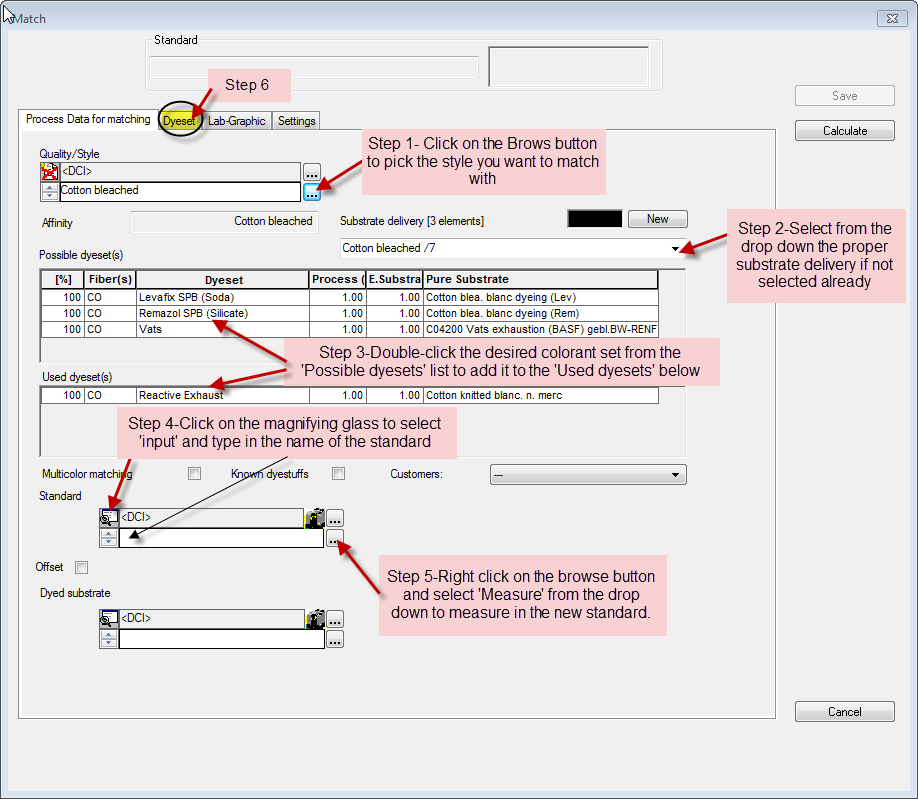 Match
Standard
Step 6
Save
Calculate
Process Data for matching
Dyeset
Lab-Graphic
Settings
Step 1- Click on the Brows button
to pick the style you want to match
with
Quality/Style
<DCI>
...
Cotton bleached
...
Affinity
Cotton bleached
Substrate delivery [3 elements]
New
Cotton bleached /7
Step 2-Select from the
drop down the proper
substrate delivery if not
selected already
Possible dyeset(s)
[%] Fiber(s) Dyeset Process ( E.Substra Pure Substrate
100 CO Levafix SPB (Soda) 1.00 1.00 Cotton blea. blanc dyeing (Lev)
100 CO Remazol SPB (Silicate) 1.00 1.00 Cotton blea. blanc dyeing (Rem)
100 CO Vats 1.00 1.00 C04200 Vats exhaustion (BASF) gebl.BW-RENF
Step 3-Double-click the desired colorant set from the
'Possible dyesets' list to add it to the 'Used dyesets' below
Used dyeset(s)
100 CO Reactive Exhaust 1.00 1.00 Cotton knitted blanc. n. merc
Step 4-Click on the magnifying glass to select
'input' and type in the name of the standard
Multicolor matching
Known dyestuffs
Customers:
---
Standard
<DCI>
...
...
Step 5-Right click on the browse button
and select 'Measure' from the drop
down to measure in the new standard.
Offset
Dyed substrate
<DCI>
...
...
Cancel